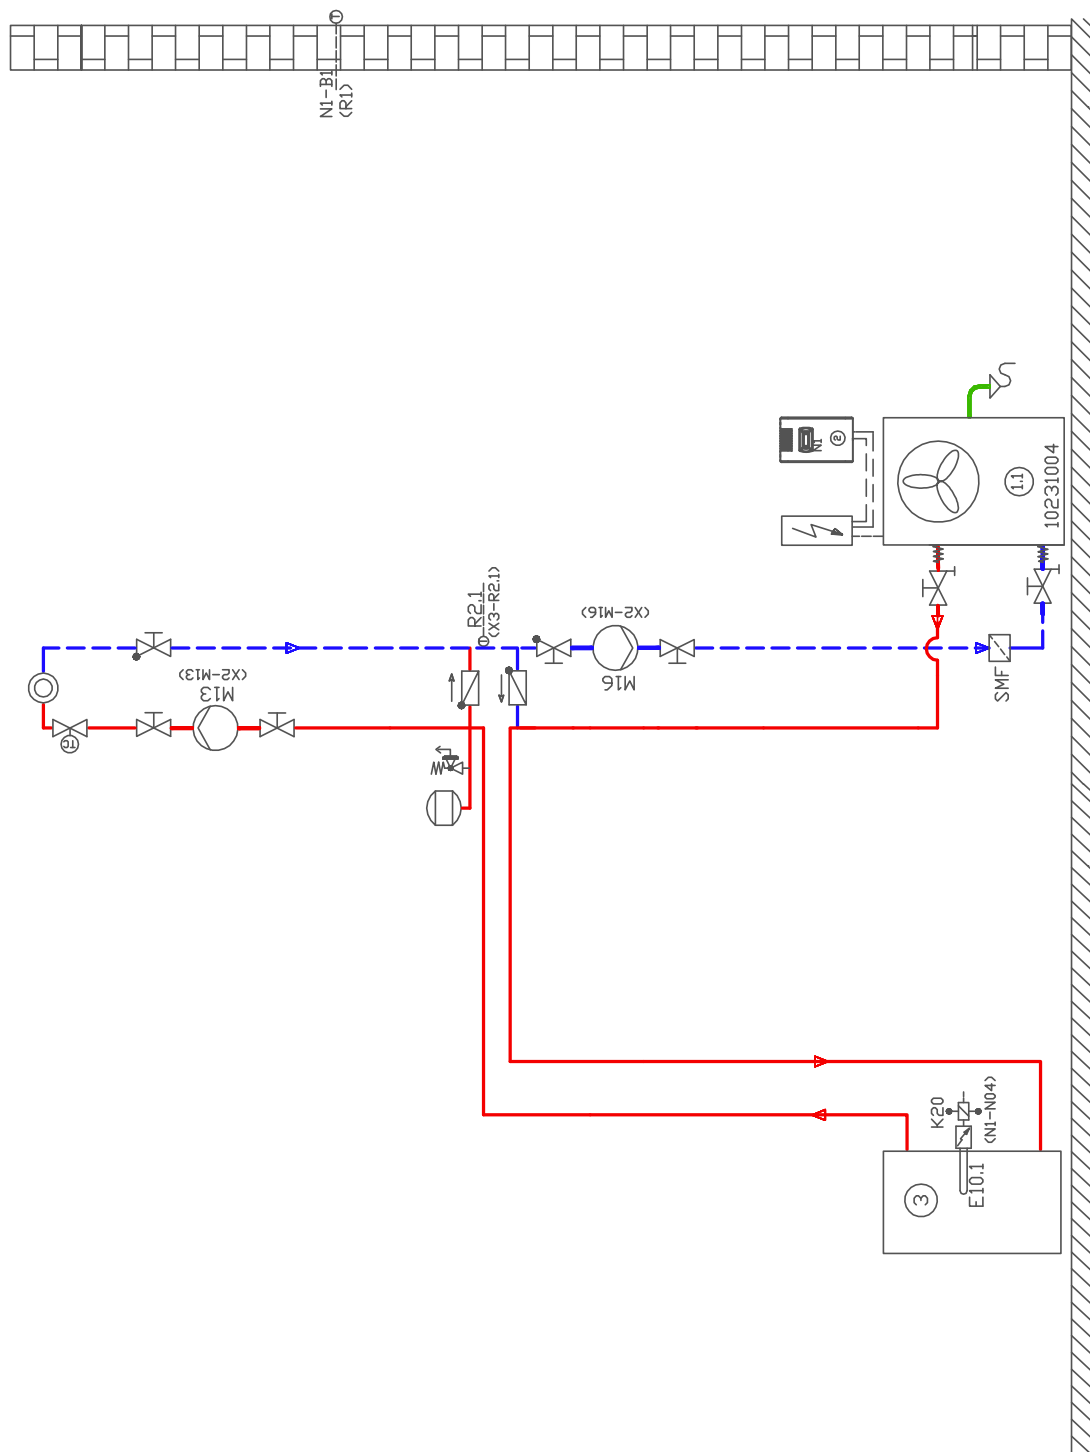 N1-B1
(R1)
T
N1
2
1.1
10231004
R2.1
(X3-R2.1)
T
(X2-M16)
M16
(X2-M13)
M13
TG
SMF
K20
(N1-N04)
3
E10.1